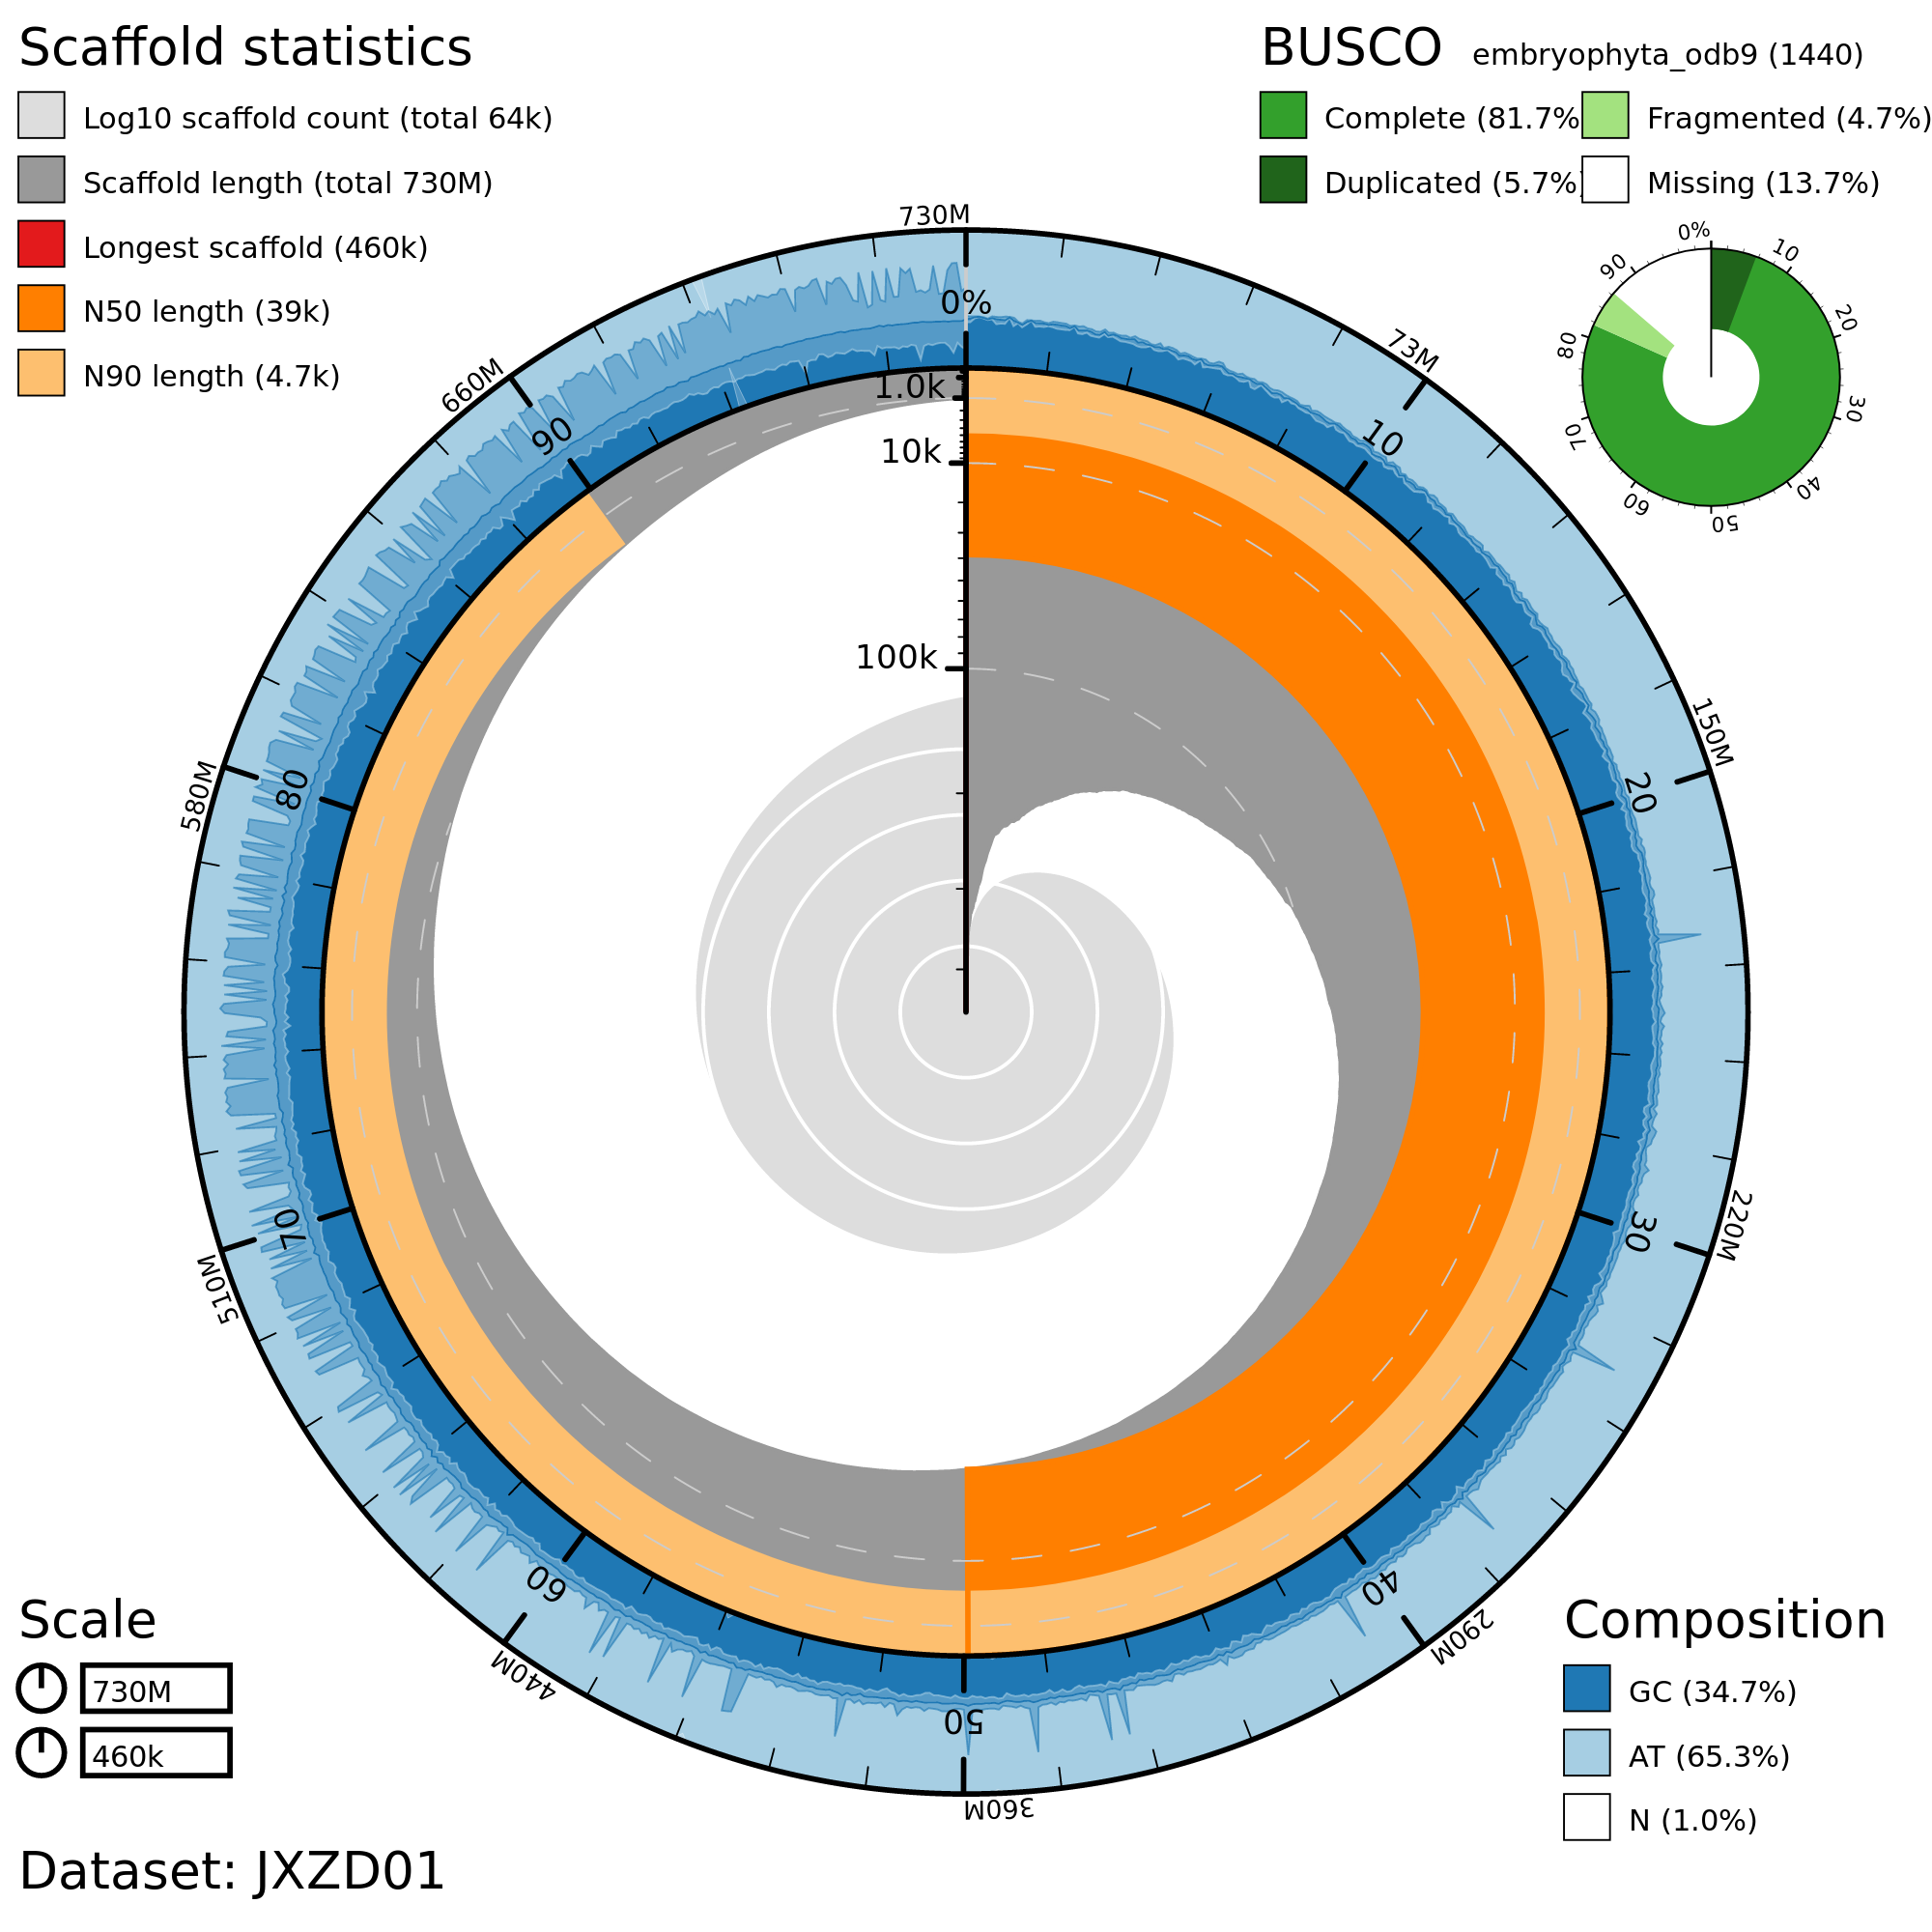 Scaffold statistics
Log10 scaffold count (total 64k)
Scaffold length (total 730M)
Longest scaffold (460k)
N50 length (39k)
N90 length (4.7k)
BUSCO embryophyta_odb9 (1440)
Complete (81.7%
Fragmented (4.7%)
Duplicated (5.7%)
Missing (13.7%)
0%
10
20
30
40
50
60
70
80
90
730M
73M
150M
220M
290M
360M
440M
510M
580M
660M
0%
10
20
30
40
50
60
70
80
90
1.0k
10k
100k
Scale
730M
460k
Composition
GC (34.7%)
AT (65.3%)
N (1.0%)
Dataset: JXZD01